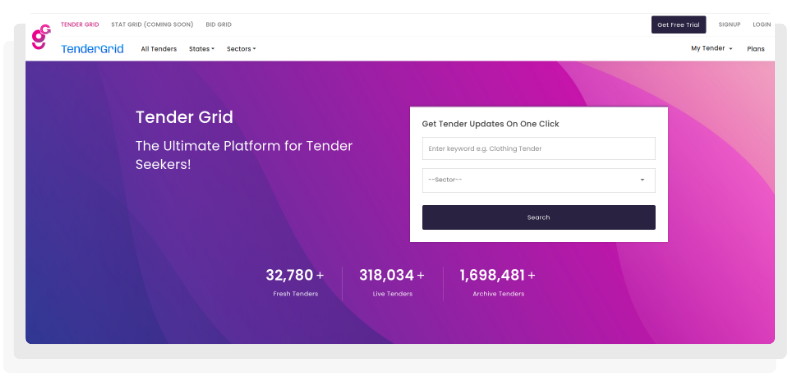 TENDER GRID STAT GRID (COMING SOON) BID GRID Get Free Trial SIGNUP LOGIN
TenderGrid All Tenders States Sectors My Tender Plans
Tender Grid
The Ultimate Platform for Tender
Seekers!
Get Tender Updates On One Click
Enter keyword e.g. Clothing Tender
--Sector--
Search
32,780 + 318,034 + 1,698,481 +
Fresh Tenders Live Tenders Archive Tenders